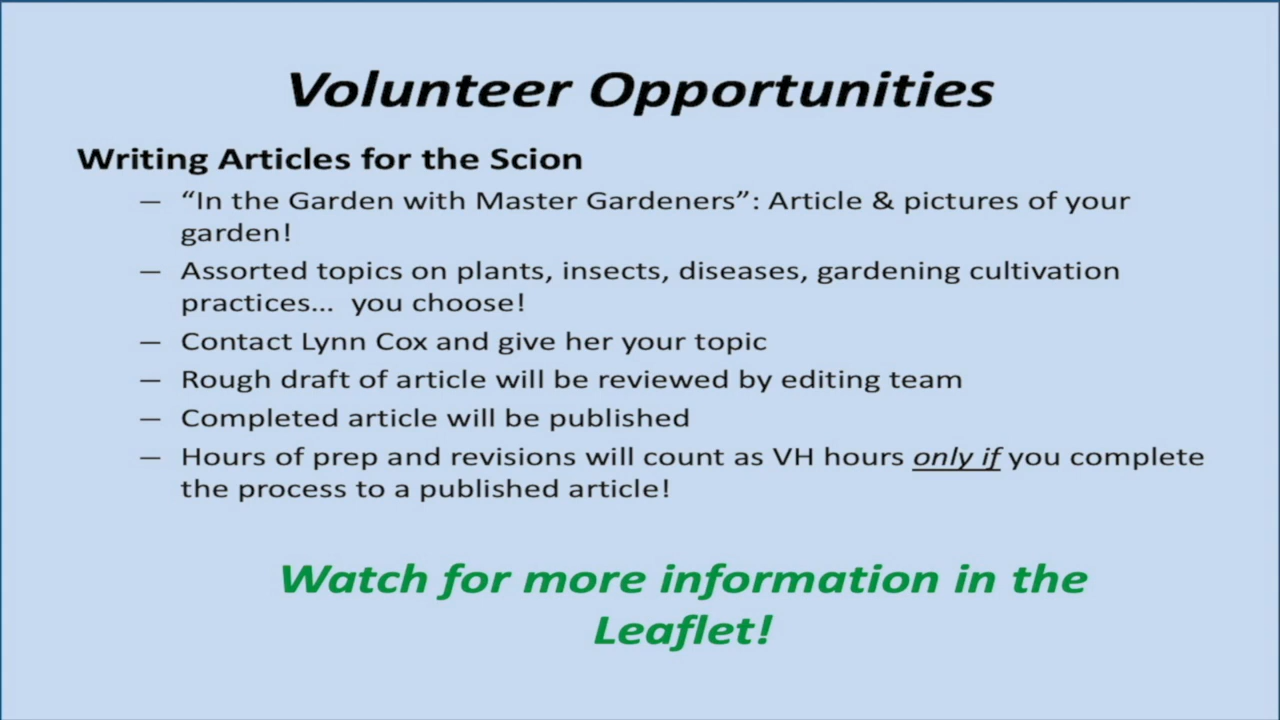 Volunteer Opportunities
Writing Articles for the Scion
— “In the Garden with Master Gardeners”: Article & pictures of your
garden!
— Assorted topics on plants, insects, diseases, gardening cultivation
practices… you choose!
— Contact Lynn Cox and give her your topic
— Rough draft of article will be reviewed by editing team
— Completed article will be published
— Hours of prep and revisions will count as VH hours only if you complete
the process to a published article!
Watch for more information in the
Leaflet!